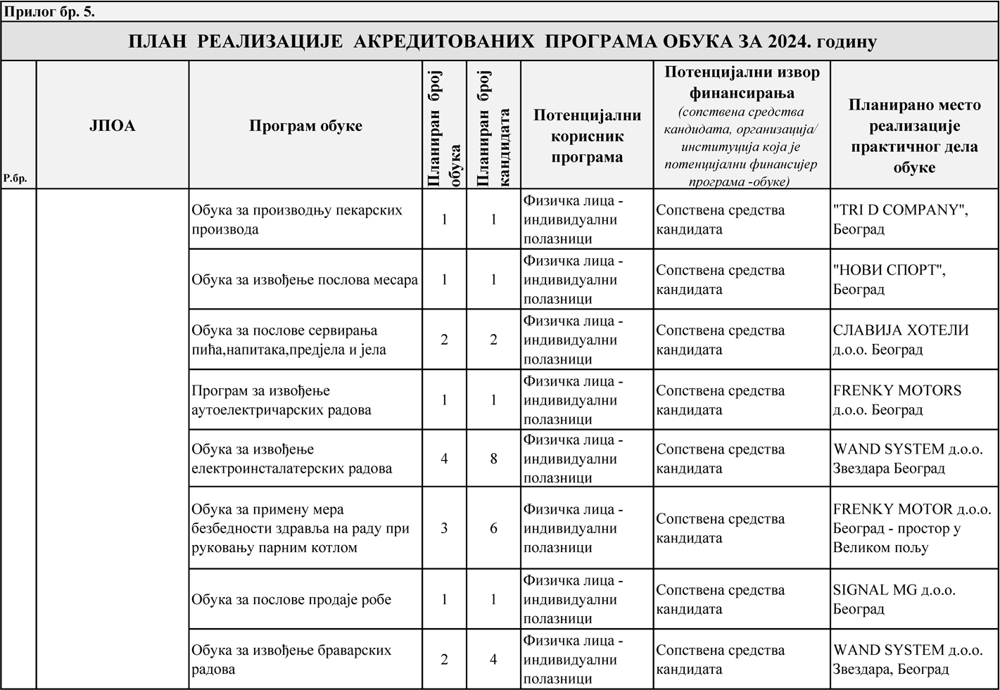 Прилог бр. 5.
ПЛАН РЕАЛИЗАЦИЈЕ АКРЕДИТОВАНИХ ПРОГРАМА ОБУКА ЗА 2024. годину
Р.бр.
ЈПОА
Програм обуке
Планиран број
обука
Планиран број
кандидата
Потенцијални
корисник
програма
Потенцијални извор
финансирања
(сопствена средства
кандидата, организација/
институција која је
потенцијални финансијер
програма -обуке)
Планирано место
реализације
практичног дела
обуке
Обука за производњу пекарских
производа
1
1
Физичка лица -
индивидуални
полазници
Сопствена средства
кандидата
"TRI D COMPANY",
Београд
Обука за извођење послова месара
1
1
Физичка лица -
индивидуални
полазници
Сопствена средства
кандидата
"НОВИ СПОРТ",
Београд
Обука за послове сервирања
пића,напитака,предјела и јела
2
2
Физичка лица -
индивидуални
полазници
Сопствена средства
кандидата
СЛАВИЈА ХОТЕЛИ
д.о.о. Београд
Програм за извођење
аутоелектричарских радова
1
1
Физичка лица -
индивидуални
полазници
Сопствена средства
кандидата
FRENKY MOTORS
д.о.о. Београд
Обука за извођење
електроинсталатерских радова
4
8
Физичка лица -
индивидуални
полазници
Сопствена средства
кандидата
WAND SYSTEM д.о.о.
Звездара Београд
Обука за примену мера
безбедности здравља на раду при
руковању парним котлом
3
6
Физичка лица -
индивидуални
полазници
Сопствена средства
кандидата
FRENKY MOTOR д.о.о.
Београд - простор у
Великом пољу
Обука за послове продаје робе
1
1
Физичка лица -
индивидуални
полазници
Сопствена средства
кандидата
SIGNAL MG д.о.о.
Београд
Обука за извођење браварских
радова
2
4
Физичка лица -
индивидуални
полазници
Сопствена средства
кандидата
WAND SYSTEM д.о.о.
Звездара, Београд